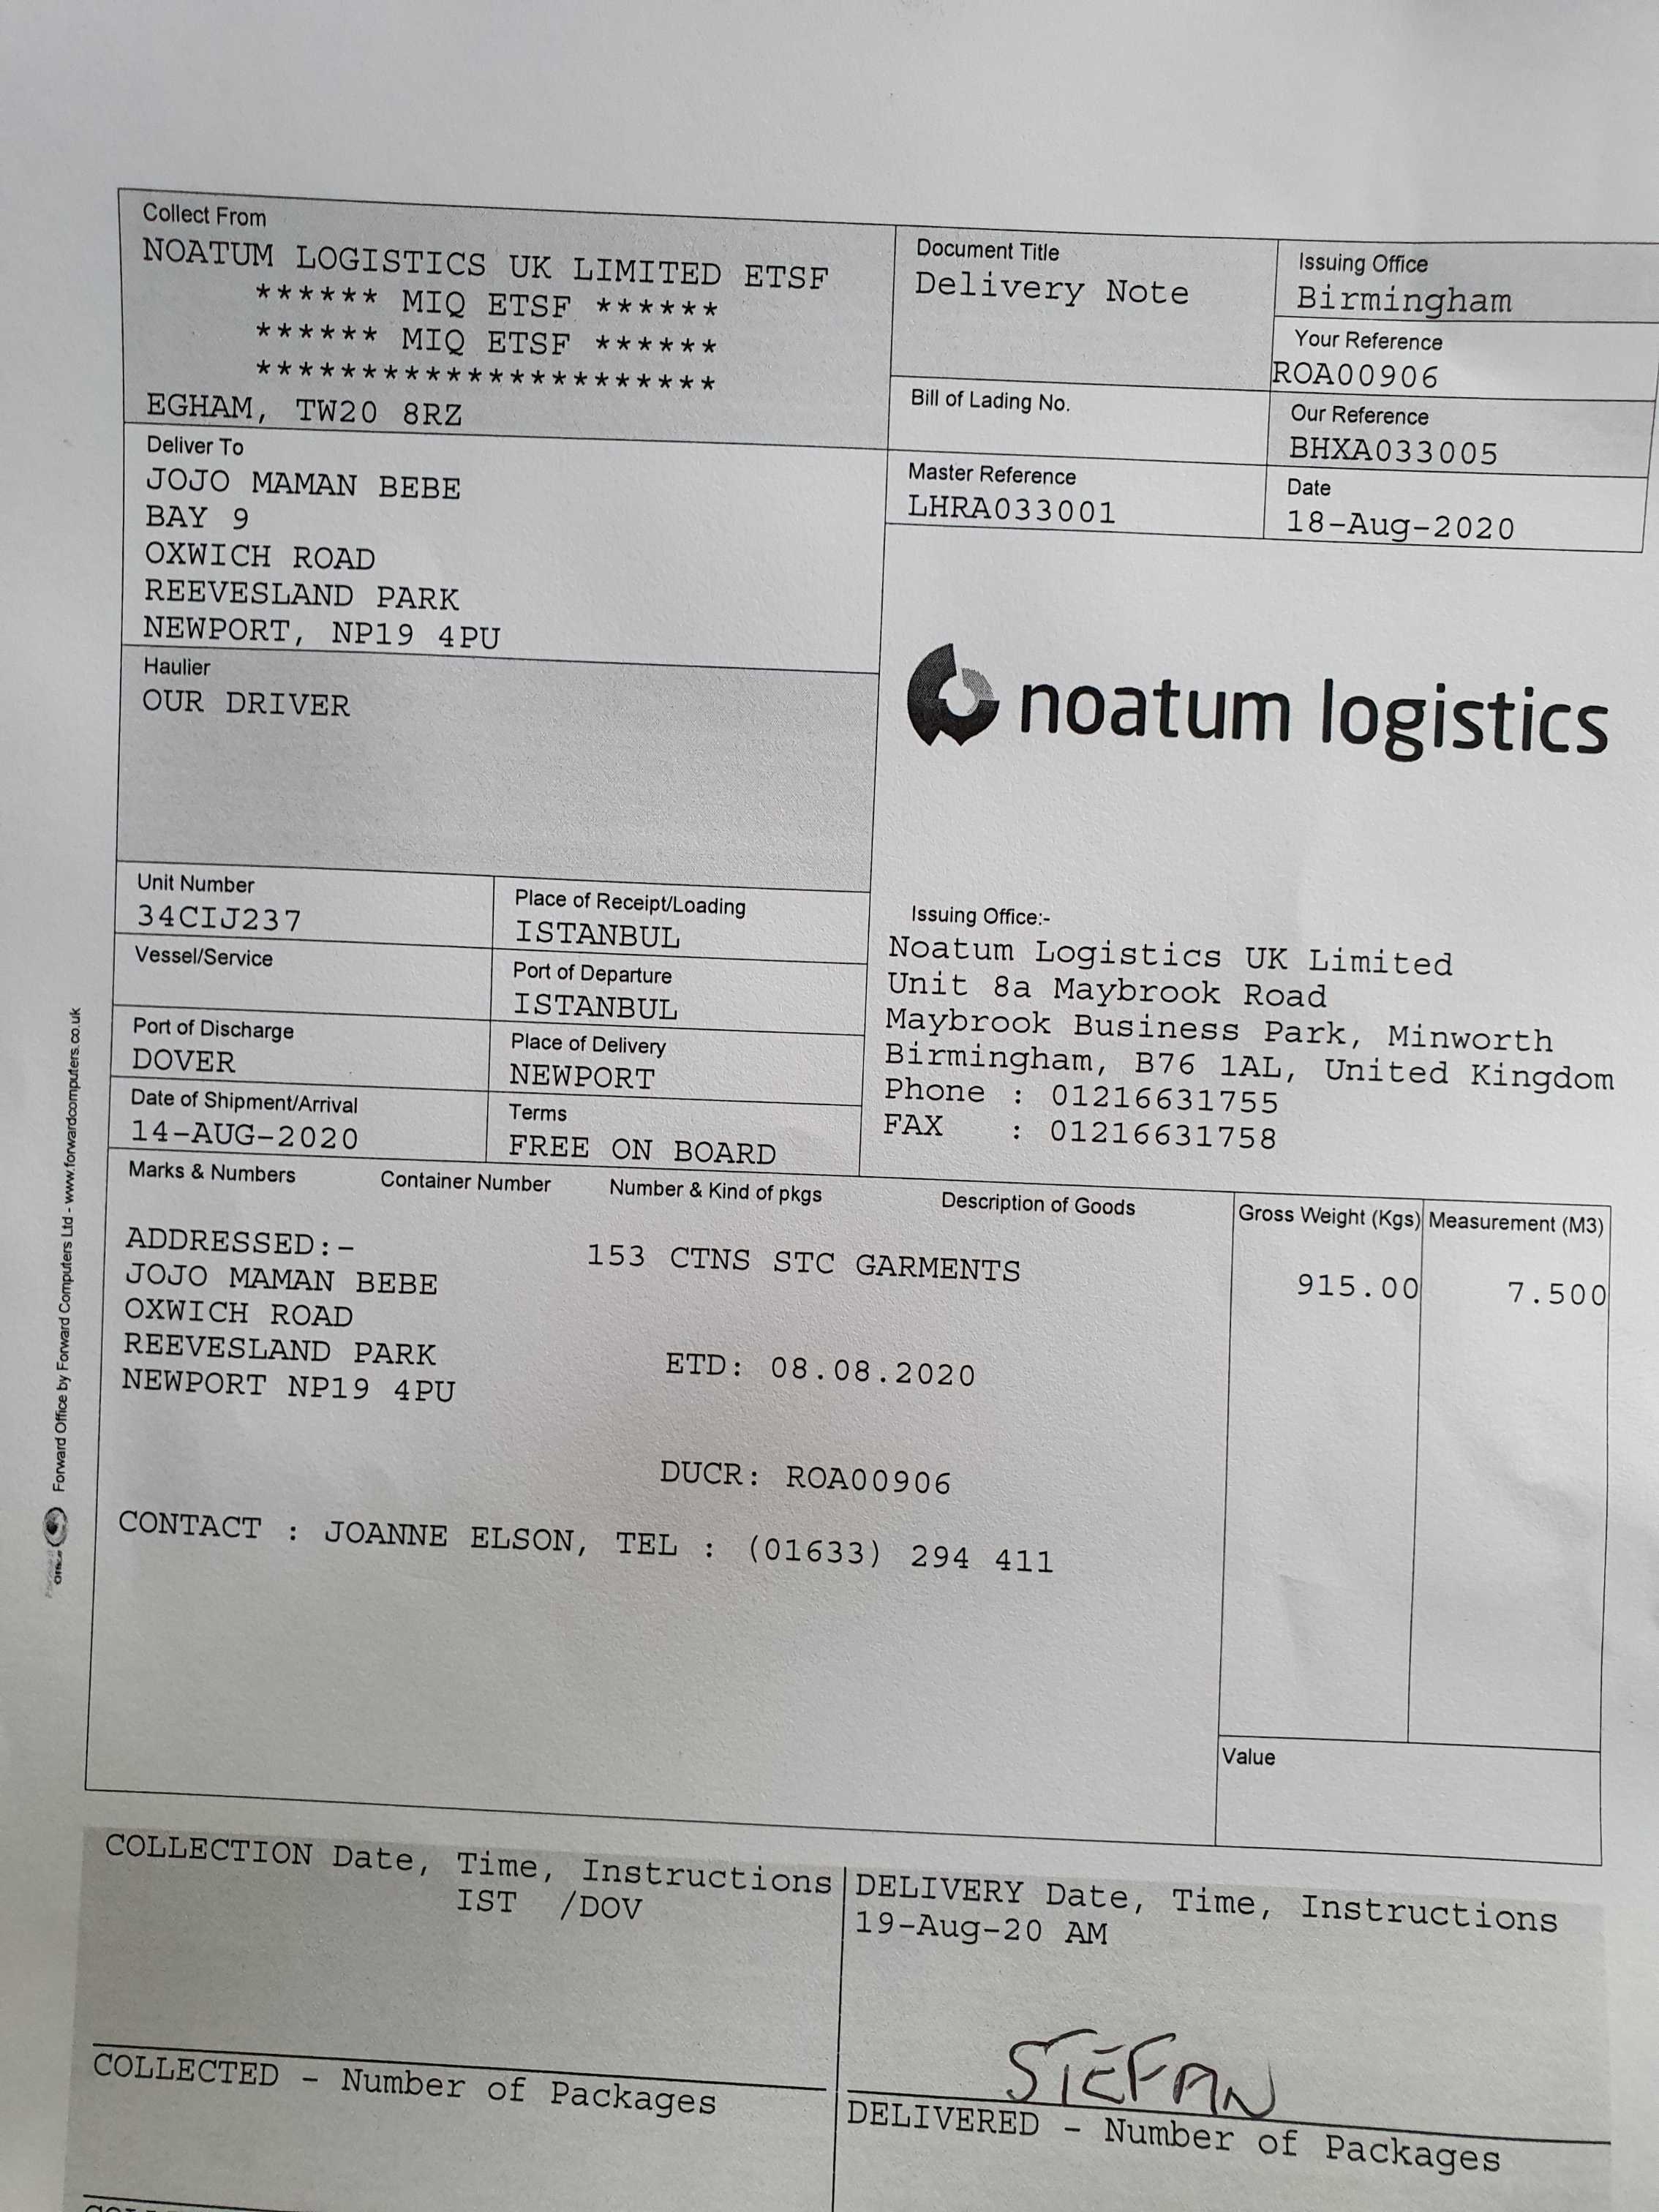 Collect From
NOATUM LOGISTICS UK LIMITED ETSF
****** MIQ ETSF ******
****** MIQ ETSF ******
**********************
EGHAM, TW20 8RZ
Document Title
Delivery Note
Issuing Office
Birmingham
Your Reference
ROA00906
Bill of Lading No.
Our Reference
BHXA033005
Master Reference
LHRA033001
Date
18-Aug-2020
Deliver To
JOJO MAMAN BEBE
BAY 9
OXWICH ROAD
REEVESLAND PARK
NEWPORT, NP19 4PU
Haulier
OUR DRIVER
noatum logistics
Unit Number
34CIJ237
Place of Receipt/Loading
ISTANBUL
Vessel/Service
Port of Departure
ISTANBUL
Port of Discharge
DOVER
Place of Delivery
NEWPORT
Date of Shipment/Arrival
14-AUG-2020
Terms
FREE ON BOARD
Issuing Office:-
Noatum Logistics UK Limited
Unit 8a Maybrook Road
Maybrook Business Park, Minworth
Birmingham, B76 1AL, United Kingdom
Phone : 01216631755
FAX : 01216631758
Marks & Numbers Container Number Number & Kind of pkgs Description of Goods Gross Weight (Kgs) Measurement (M3)
ADDRESSED:-
JOJO MAMAN BEBE
OXWICH ROAD
REEVESLAND PARK
NEWPORT NP19 4PU
153 CTNS STC GARMENTS
915.00 7.500
ETD: 08.08.2020
DUCR: ROA00906
CONTACT : JOANNE ELSON, TEL : (01633) 294 411
Value
COLLECTION Date, Time, Instructions
IST /DOV
DELIVERY Date, Time, Instructions
19-Aug-20 AM
STEFAN
COLLECTED - Number of Packages
DELIVERED - Number of Packages
Forward Office by Forward Computers Ltd - www.forwardcomputers.co.uk